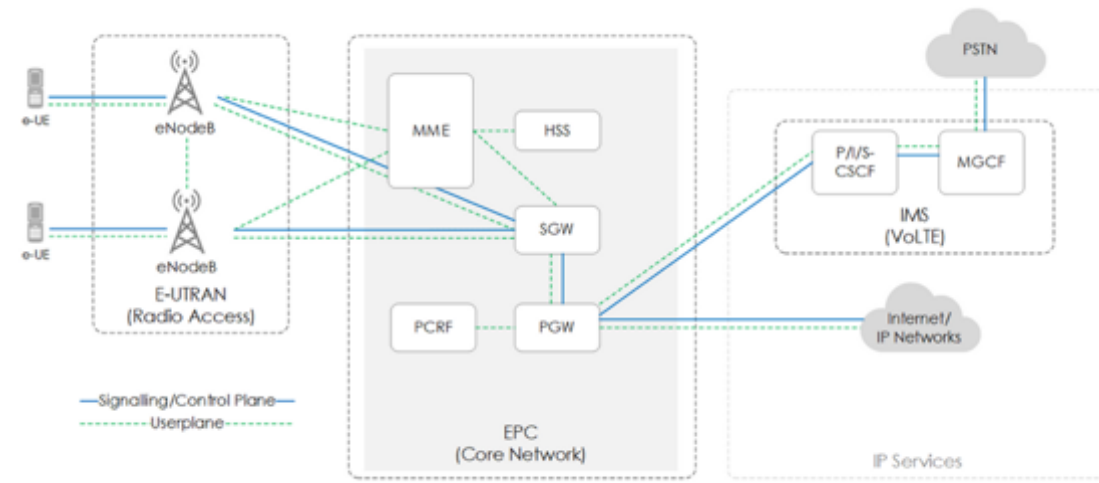 PSTN
e-UE
eNodeB
MME
HSS
P/I/S-
CSCF
MGCF
IMS
(VoLTE)
e-UE
eNodeB
SGW
E-UTRAN
(Radio Access)
PCRF
PGW
Internet/
IP Networks
Signalling/Control Plane
Userplane
EPC
(Core Network)
IP Services